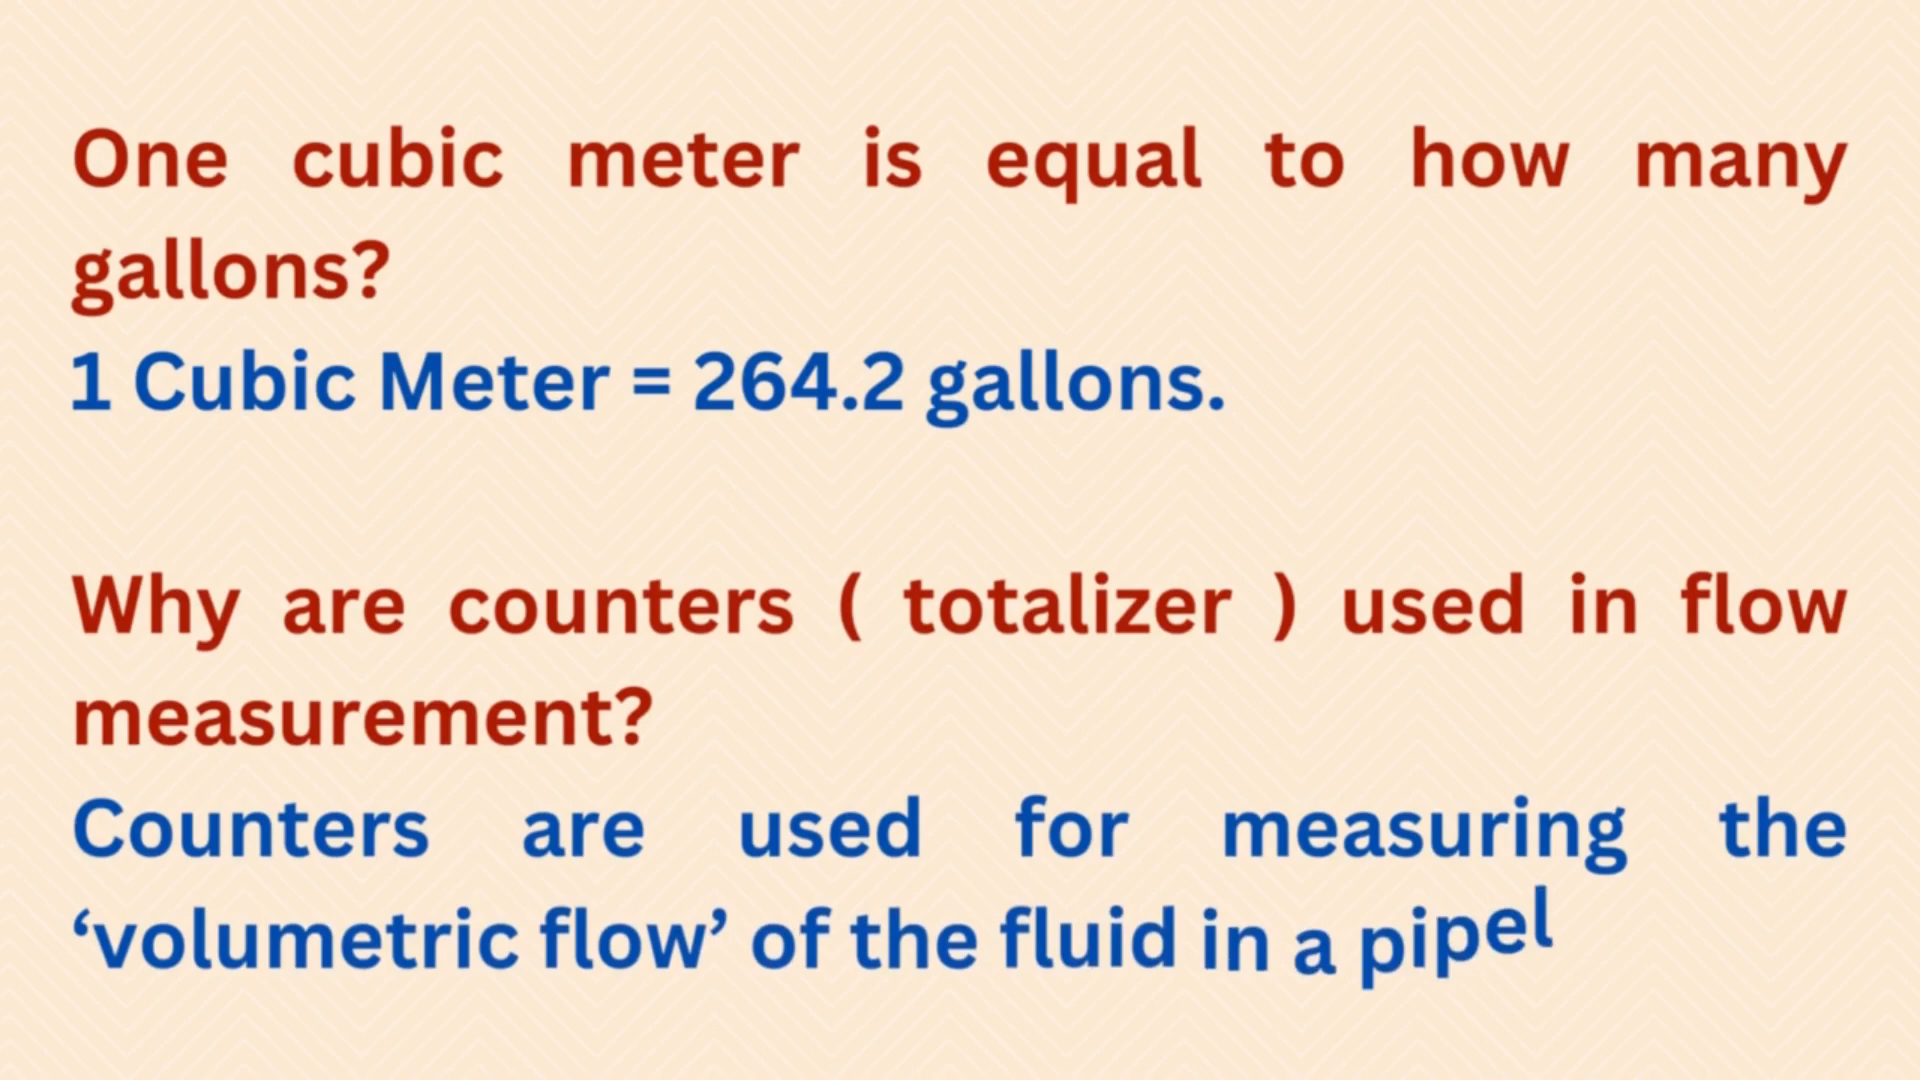 One cubic meter is equal to how many
gallons?
1 Cubic Meter = 264.2 gallons.
Why are counters ( totalizer ) used in flow
measurement?
Counters are used for measuring the
‘volumetric flow’ of the fluid in a pipel